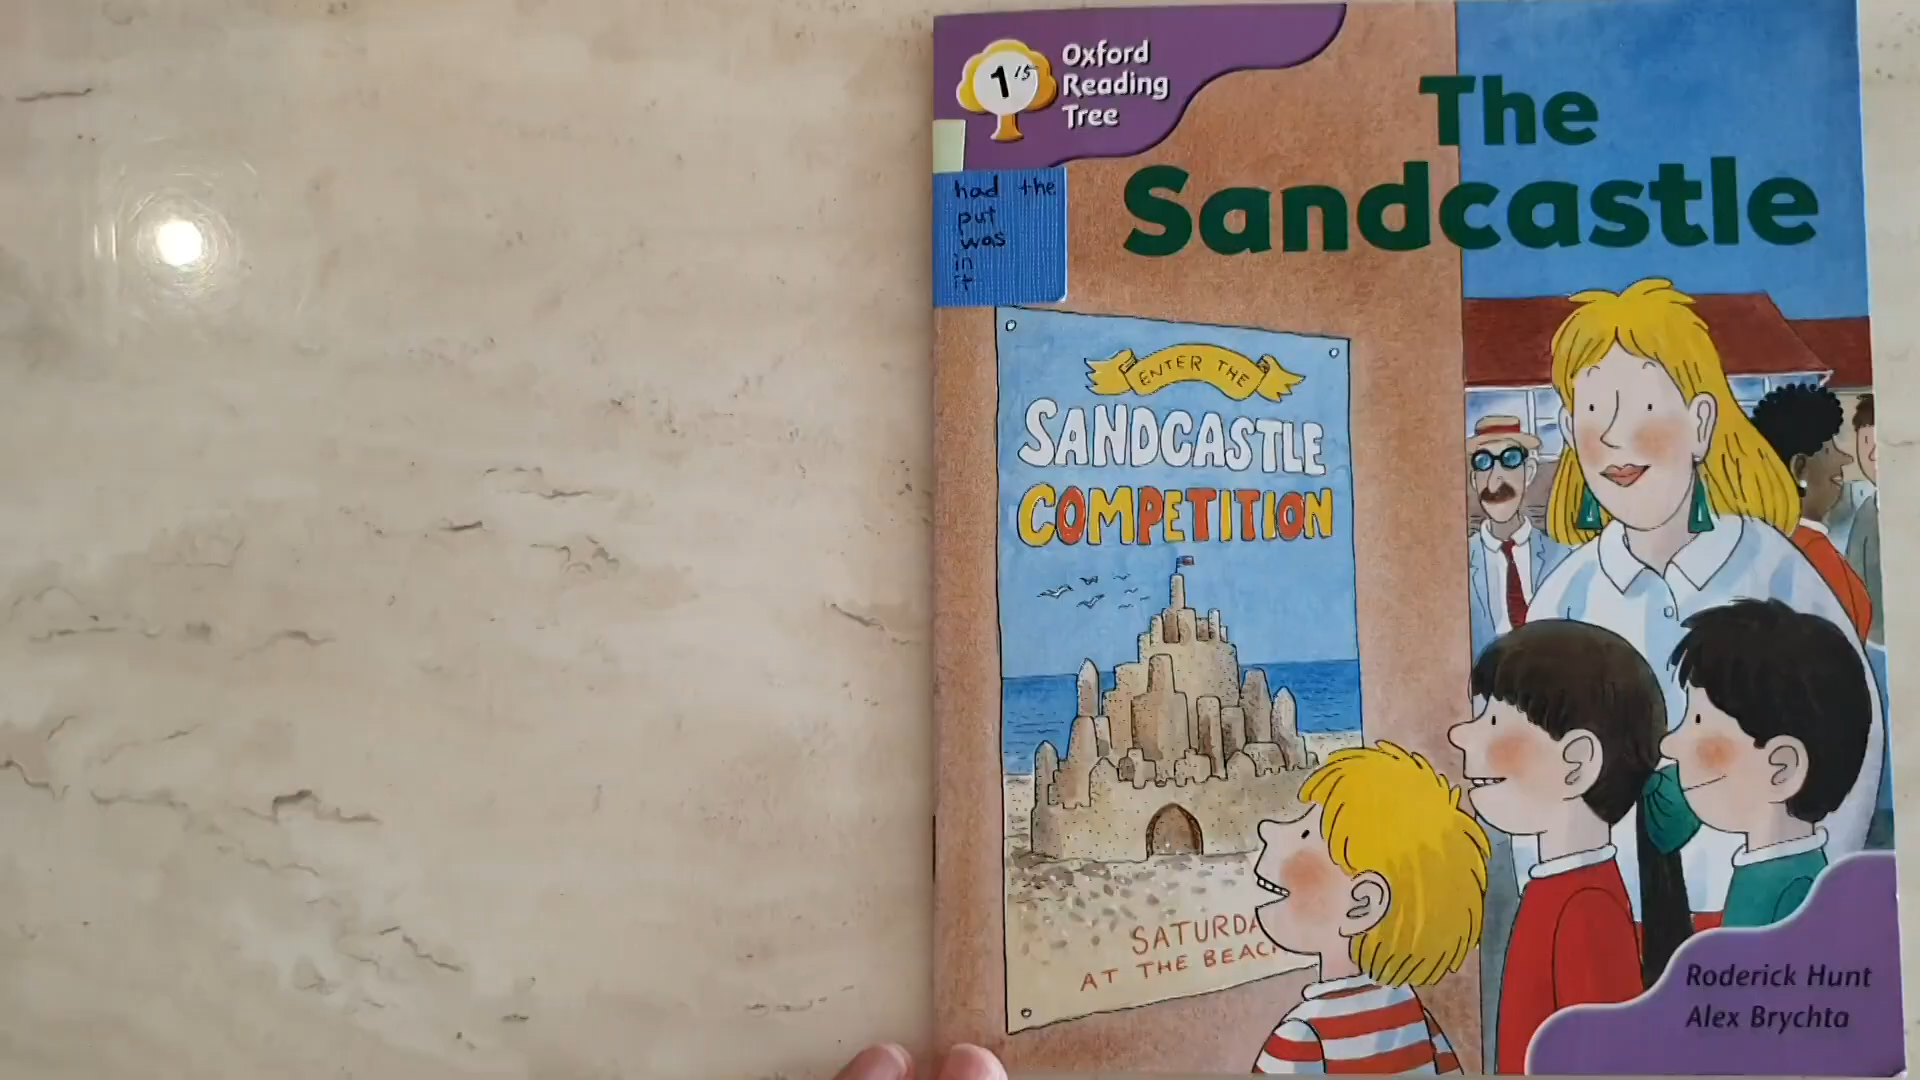 1 15
Oxford
Reading
Tree
The
Sandcastle
had the
put
was
in
it
ENTER THE
SANDCASTLE
COMPETITION
SATURDA
AT THE BEAC
Roderick Hunt
Alex Brychta